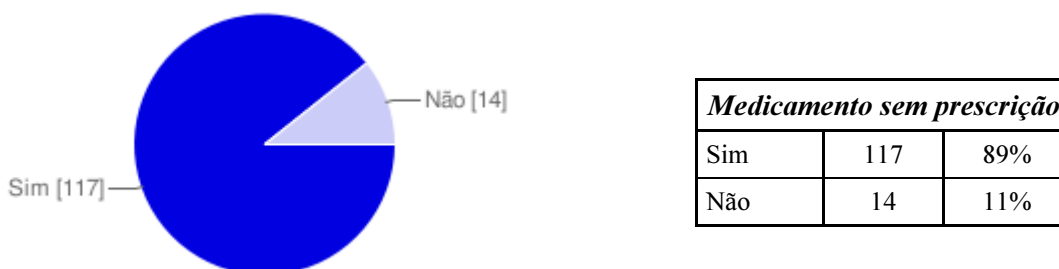 Não [14]
Sim [117]
Medicamento sem prescrição
Sim 117 89%
Não 14 11%